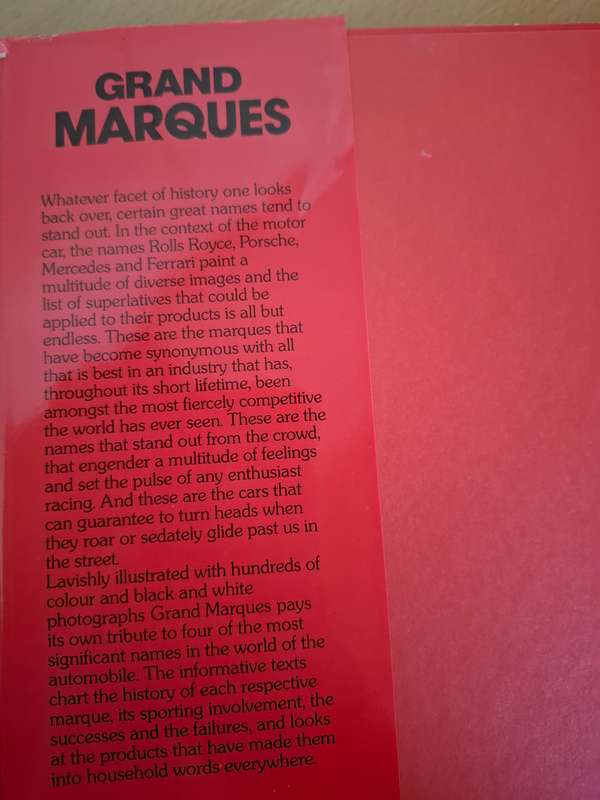 GRAND
MARQUES
Whatever facet of history one looks
back over, certain great names tend to
stand out. In the context of the motor
car, the names Rolls Royce, Porsche,
Mercedes and Ferrari paint a
multitude of diverse images and the
list of superlatives that could be
applied to their products is all but
endless. These are the marques that
have become synonymous with all
that is best in an industry that has,
throughout its short lifetime, been
amongst the most fiercely competitive
the world has ever seen. These are the
names that stand out from the crowd,
that engender a multitude of feelings
and set the pulse of any enthusiast
racing. And these are the cars that
can guarantee to turn heads when
they roar or sedately glide past us in
the street.
Lavishly illustrated with hundreds of
colour and black and white
photographs Grand Marques pays
its own tribute to four of the most
significant names in the world of the
automobile. The informative texts
chart the history of each respective
marque, its sporting involvement, the
successes and the failures, and looks
at the products that have made them
into household words everywhere.